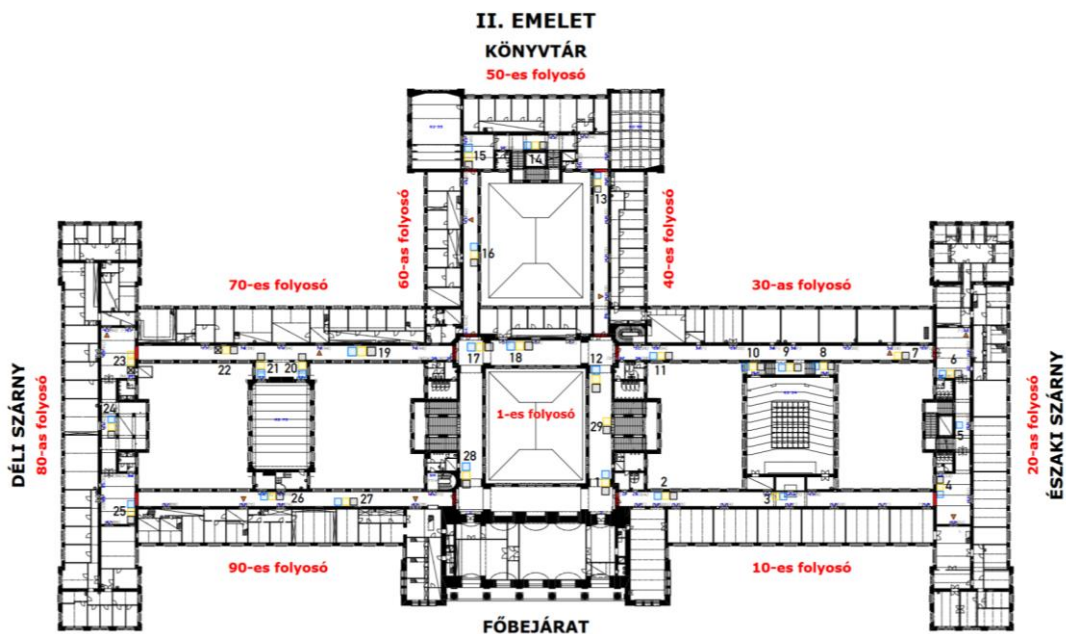 II. EMELET
KÖNYVTÁR
50-es folyosó
15
14
13
60-as folyosó
40-es folyosó
16
70-es folyosó
30-as folyosó
23
22
21
20
19
17
18
12
11
10
9
8
7
6
DÉLI SZÁRNY
80-as folyosó
24
1-es folyosó
29
5
20-as folyosó
ÉSZAKI SZÁRNY
28
25
26
27
1
2
3
4
90-es folyosó
10-es folyosó
FŐBEJÁRAT